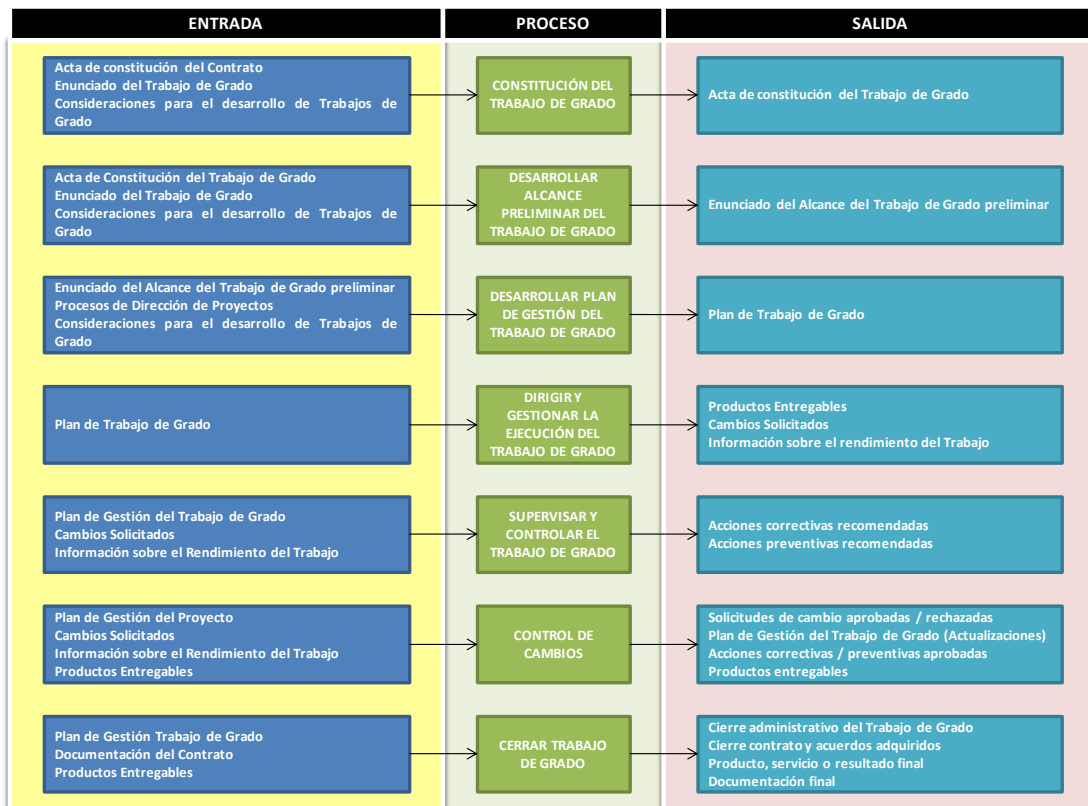 ENTRADA
PROCESO
SALIDA
Acta de constitución del Contrato
Enunciado del Trabajo de Grado
Consideraciones para el desarrollo de Trabajos de
Grado
CONSTITUCIÓN DEL
TRABAJO DE GRADO
Acta de constitución del Trabajo de Grado
Acta de Constitución del Trabajo de Grado
Enunciado del Trabajo de Grado
Consideraciones para el desarrollo de Trabajos de
Grado
DESARROLLAR
ALCANCE
PRELIMINAR DEL
TRABAJO DE GRADO
Enunciado del Alcance del Trabajo de Grado preliminar
Enunciado del Alcance del Trabajo de Grado preliminar
Procesos de Dirección de Proyectos
Consideraciones para el desarrollo de Trabajos de
Grado
DESARROLLAR PLAN
DE GESTIÓN DEL
TRABAJO DE GRADO
Plan de Trabajo de Grado
Plan de Trabajo de Grado
DIRIGIR Y
GESTIONAR LA
EJECUCIÓN DEL
TRABAJO DE GRADO
Productos Entregables
Cambios Solicitados
Información sobre el rendimiento del Trabajo
Plan de Gestión del Trabajo de Grado
Cambios Solicitados
Información sobre el Rendimiento del Trabajo
SUPERVISAR Y
CONTROLAR EL
TRABAJO DE GRADO
Acciones correctivas recomendadas
Acciones preventivas recomendadas
Plan de Gestión del Proyecto
Cambios Solicitados
Información sobre el Rendimiento del Trabajo
Productos Entregables
CONTROL DE
CAMBIOS
Solicitudes de cambio aprobadas / rechazadas
Plan de Gestión del Trabajo de Grado (Actualizaciones)
Acciones correctivas / preventivas aprobadas
Productos entregables
Plan de Gestión Trabajo de Grado
Documentación del Contrato
Productos Entregables
CERRAR TRABAJO
DE GRADO
Cierre administrativo del Trabajo de Grado
Cierre contrato y acuerdos adquiridos
Producto, servicio o resultado final
Documentación final